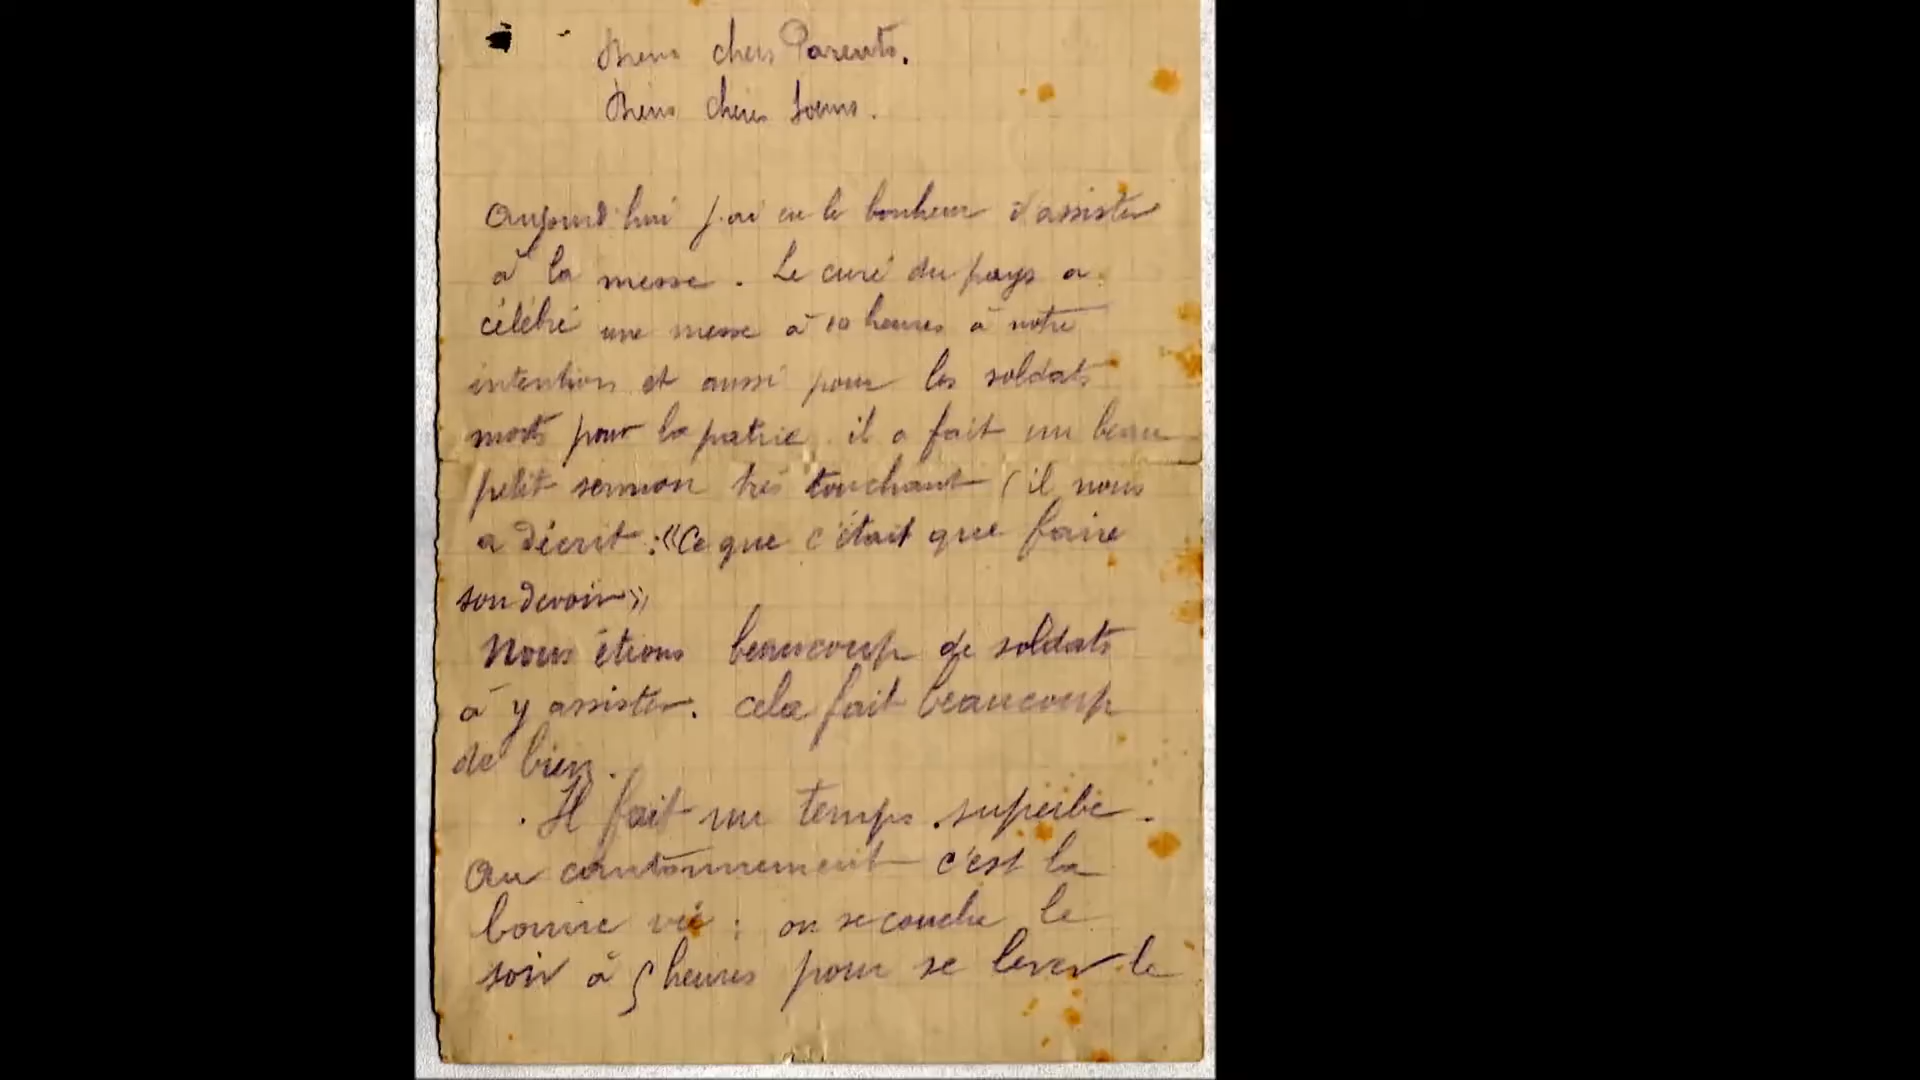 Biens chers Parents.
Biens chères Soeurs.
Aujourd'hui j'ai eu le bonheur d'assister
à la messe. Le curé du pays a
célébré une messe à 10 heures à notre
intention et aussi pour les soldats
morts pour la patrie. il a fait un beau
petit sermon très touchant (il nous
a décrit : «Ce que c'était que faire
son devoir»
Nous étions beaucoup de soldats
à y assister. cela fait beaucoup
de bien.
. Il fait un temps superbe.
Au cantonnement c'est la
bonne vie ; on se couche le
soir à 5 heures pour se lever le